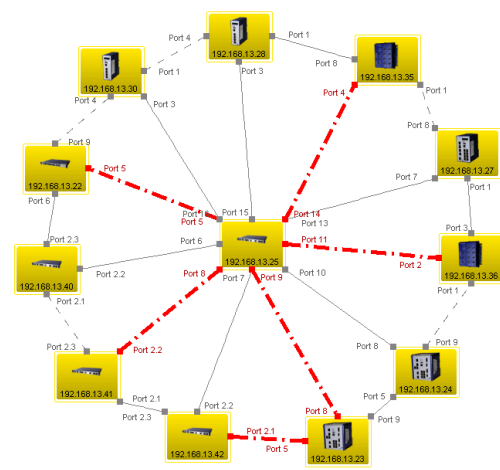 Port 4
Port 1
192.168.13.28
Port 8
192.168.13.35
Port 1
Port 3
192.168.13.30
Port 4
Port 3
Port 4
Port 1
Port 9
Port 8
192.168.13.27
192.168.13.22
Port 5
Port 7
Port 1
Port 6
Port 5
Port 15
Port 14
Port 13
Port 2.3
Port 6
Port 11
Port 3
192.168.13.40
Port 2.2
192.168.13.25
Port 2
192.168.13.36
Port 2.1
Port 8
Port 7
Port 9
Port 10
Port 1
Port 2.3
Port 2.2
Port 8
Port 9
192.168.13.41
192.168.13.24
Port 2.1
Port 2.3
Port 2.2
Port 5
Port 8
Port 9
192.168.13.42
Port 2.1
Port 5
192.168.13.23